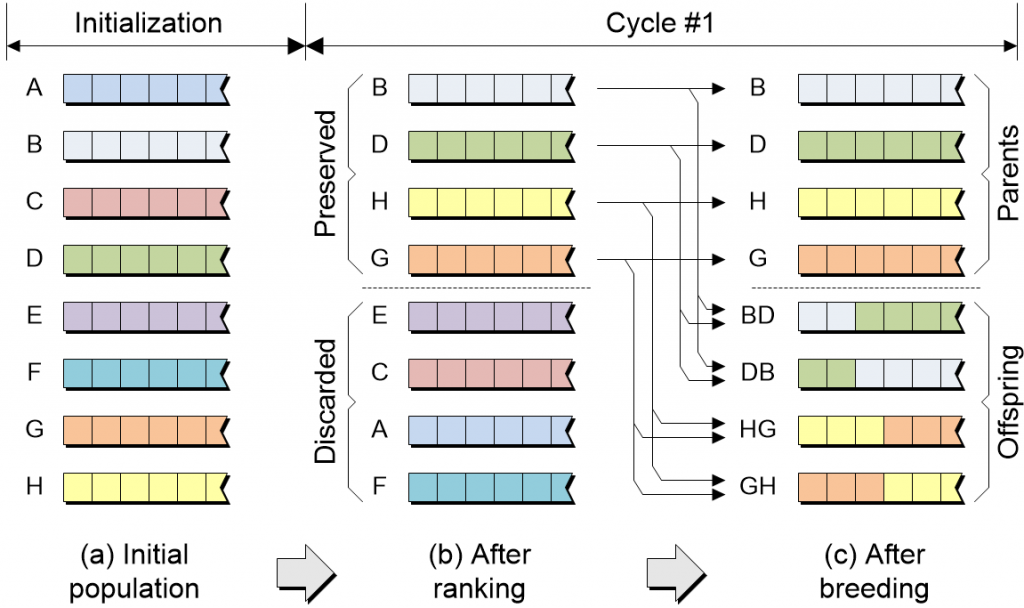 Initialization
Cycle #1
A
B
C
D
E
F
G
H
Preserved
Discarded
B
D
H
G
E
C
A
F
B
D
H
G
BD
DB
HG
GH
Parents
Offspring
(a) Initial
population
(b) After
ranking
(c) After
breeding